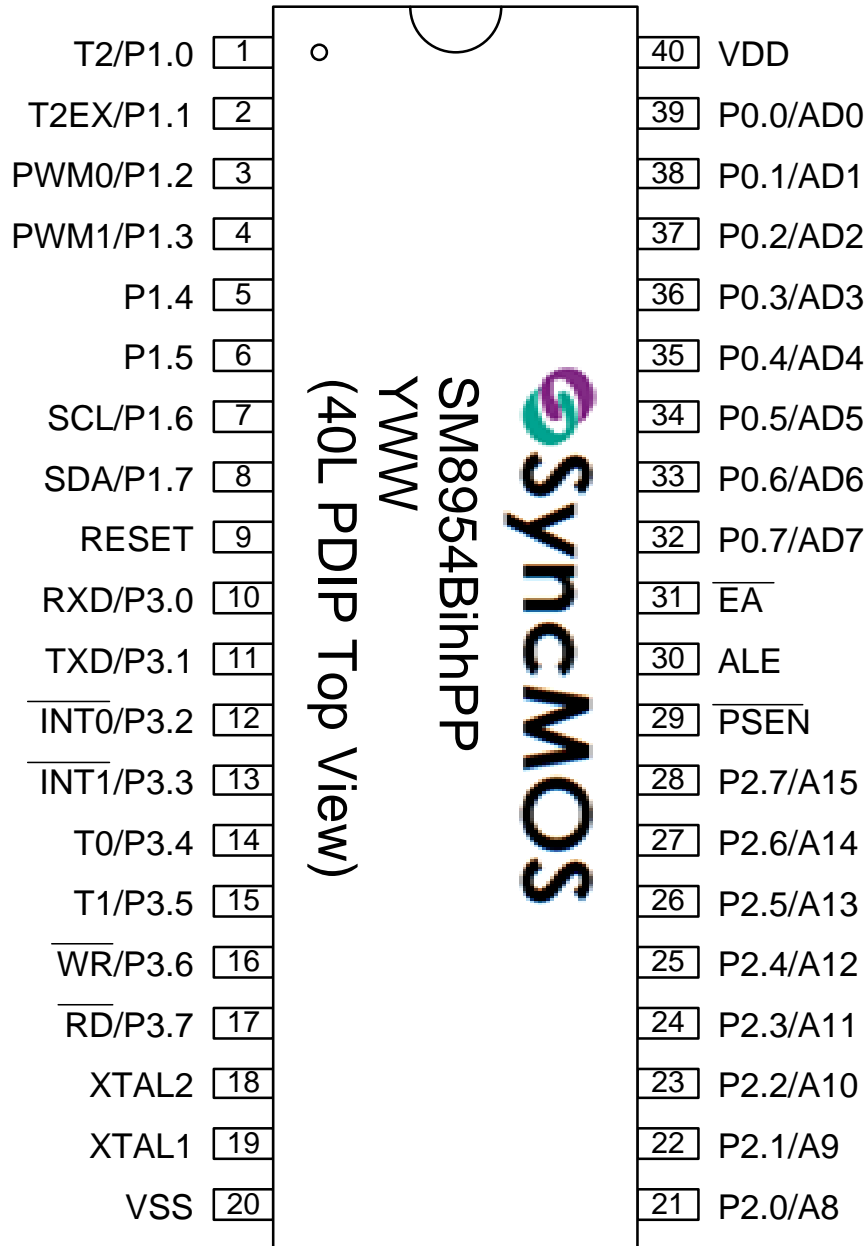 T2/P1.0 1
T2EX/P1.1 2
PWM0/P1.2 3
PWM1/P1.3 4
P1.4 5
P1.5 6
SCL/P1.6 7
SDA/P1.7 8
RESET 9
RXD/P3.0 10
TXD/P3.1 11
INT0/P3.2 12
INT1/P3.3 13
T0/P3.4 14
T1/P3.5 15
WR/P3.6 16
RD/P3.7 17
XTAL2 18
XTAL1 19
VSS 20
SyncMOS
SM8954BihhPP
YWW
(40L PDIP Top View)
40 VDD
39 P0.0/AD0
38 P0.1/AD1
37 P0.2/AD2
36 P0.3/AD3
35 P0.4/AD4
34 P0.5/AD5
33 P0.6/AD6
32 P0.7/AD7
31 EA
30 ALE
29 PSEN
28 P2.7/A15
27 P2.6/A14
26 P2.5/A13
25 P2.4/A12
24 P2.3/A11
23 P2.2/A10
22 P2.1/A9
21 P2.0/A8